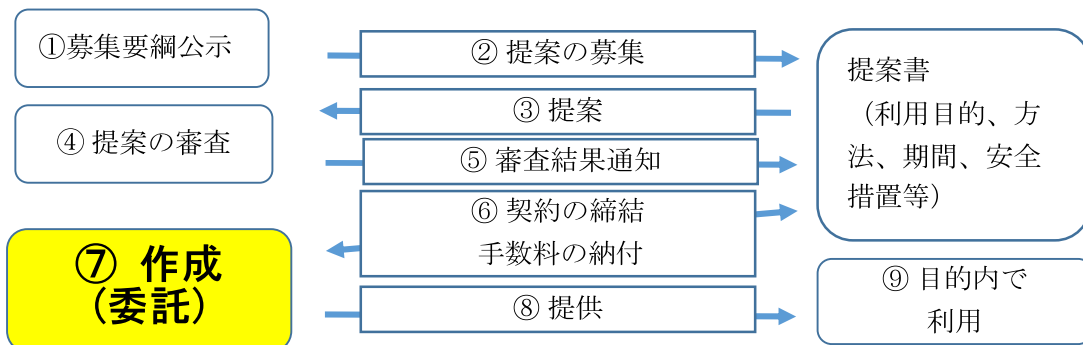 ①募集要綱公示
② 提案の募集
提案書
（利用目的、方
法、期間、安全
措置等）
③ 提案
④ 提案の審査
⑤ 審査結果通知
⑥ 契約の締結
手数料の納付
⑦ 作成
（委託）
⑧ 提供
⑨ 目的内で
利用